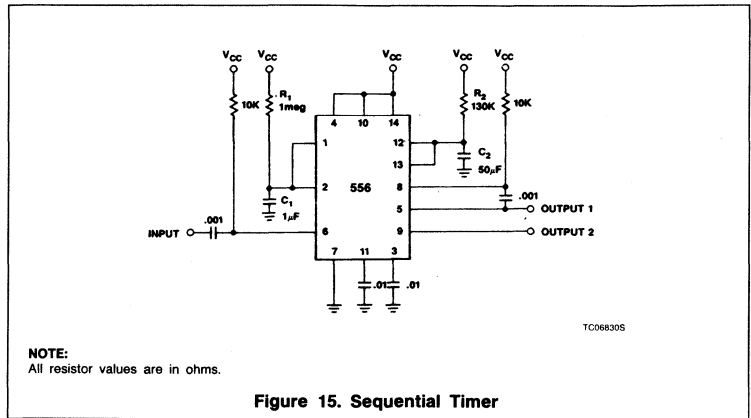 VCC VCC VCC VCC VCC
10K R1 1meg R2 130K 10K
4 10 14
1 12
13 C2 50μF
2 556 8
C1 1μF .001
5 OUTPUT 1
.001
INPUT 6 9 OUTPUT 2
7 11 3
.01 .01
TC06830S
NOTE:
All resistor values are in ohms.
Figure 15. Sequential Timer